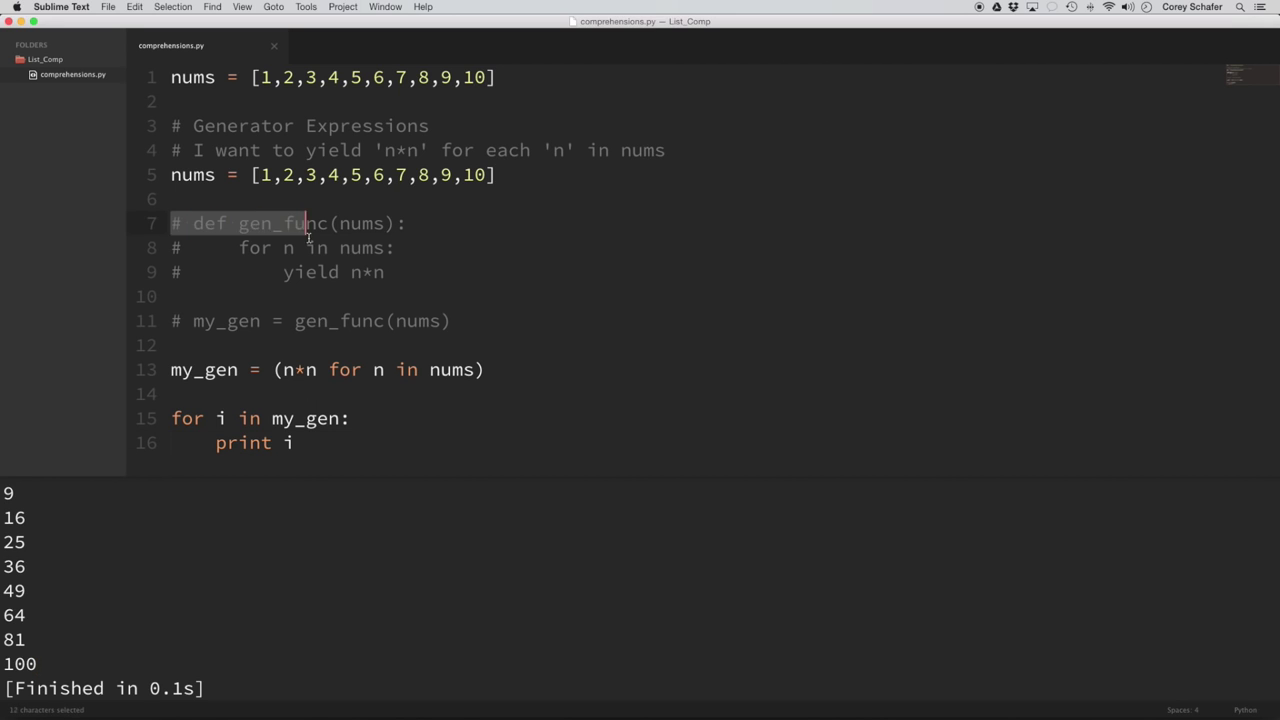 Sublime Text File Edit Selection Find View Goto Tools Project Window Help Corey Schafer
comprehensions.py — List_Comp
FOLDERS
List_Comp
comprehensions.py
comprehensions.py
1 nums = [1,2,3,4,5,6,7,8,9,10]
2
3 # Generator Expressions
4 # I want to yield 'n*n' for each 'n' in nums
5 nums = [1,2,3,4,5,6,7,8,9,10]
6
7 # def gen_func(nums):
8 #     for n in nums:
9 #         yield n*n
10
11 # my_gen = gen_func(nums)
12
13 my_gen = (n*n for n in nums)
14
15 for i in my_gen:
16     print i
9
16
25
36
49
64
81
100
[Finished in 0.1s]
12 characters selected Spaces: 4 Python